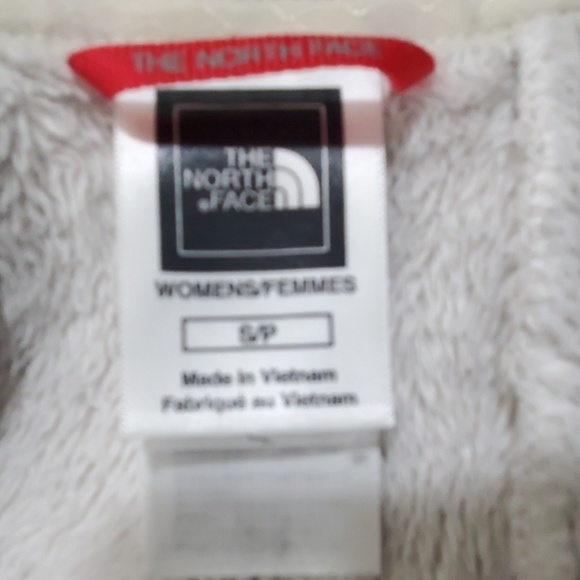 THE NORTH FACE
THE
NORTH
FACE
WOMENS/FEMMES
S/P
Made in Vietnam
Fabriqué au Vietnam